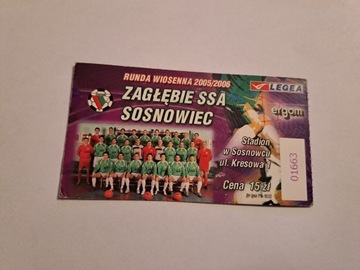 RUNDA WIOSENNA 2005/2006
ZAGŁĘBIE SSA
SOSNOWIEC
LEGEA
ergom
Stadion
w Sosnowcu
ul. Kresowa 1
Cena 15 zł
01663